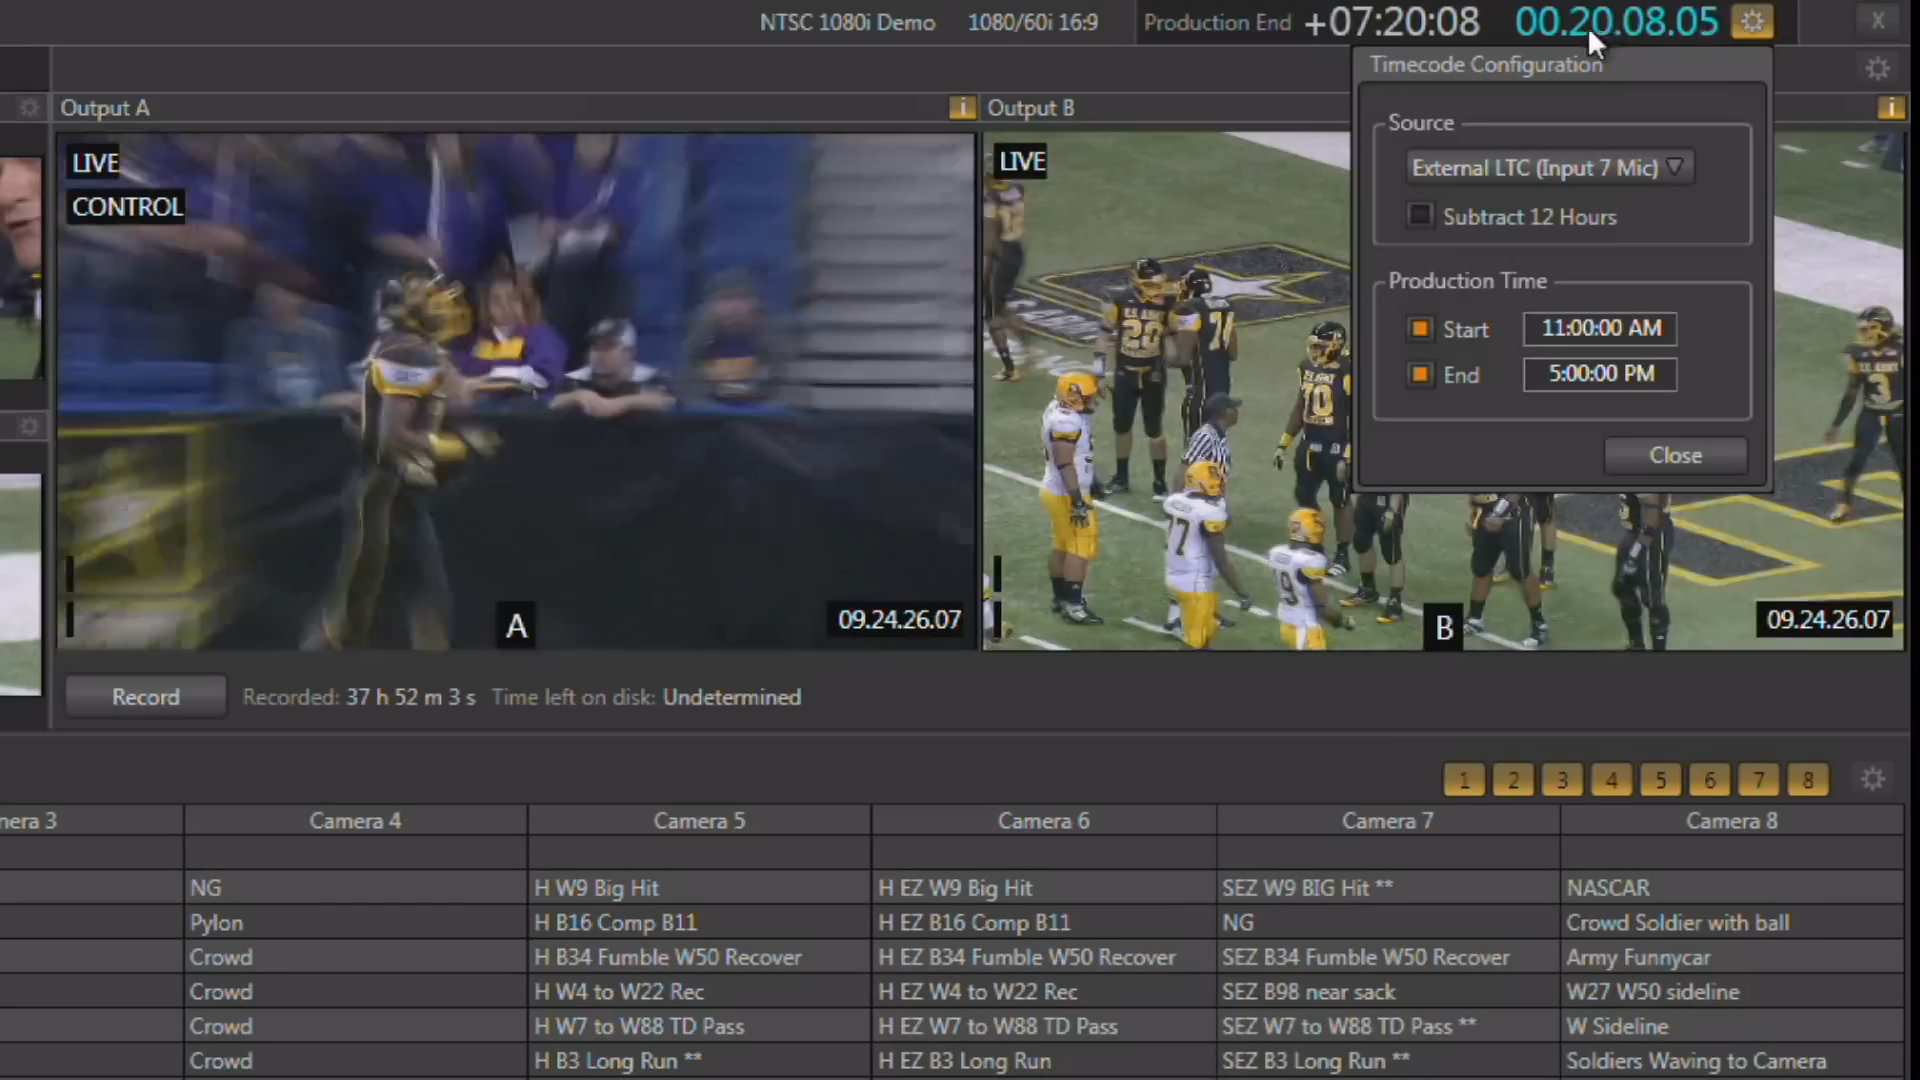 NTSC 1080i Demo 1080/60i 16:9 Production End +07:20:08 00.20.08.05 X
Timecode Configuration
Output A i Output B i
Source
LIVE LIVE
External LTC (Input 7 Mic)
CONTROL
Subtract 12 Hours
Production Time
Start 11:00:00 AM
End 5:00:00 PM
Close
20
70
3
77
A 09.24.26.07
B 09.24.26.07
Record Recorded: 37 h 52 m 3 s Time left on disk: Undetermined
1 2 3 4 5 6 7 8
nera 3 Camera 4 Camera 5 Camera 6 Camera 7 Camera 8
NG H W9 Big Hit H EZ W9 Big Hit SEZ W9 BIG Hit ** NASCAR
Pylon H B16 Comp B11 H EZ B16 Comp B11 NG Crowd Soldier with ball
Crowd H B34 Fumble W50 Recover H EZ B34 Fumble W50 Recover SEZ B34 Fumble W50 Recover Army Funnycar
Crowd H W4 to W22 Rec H EZ W4 to W22 Rec SEZ B98 near sack W27 W50 sideline
Crowd H W7 to W88 TD Pass H EZ W7 to W88 TD Pass SEZ W7 to W88 TD Pass ** W Sideline
Crowd H B3 Long Run ** H EZ B3 Long Run SEZ B3 Long Run ** Soldiers Waving to Camera